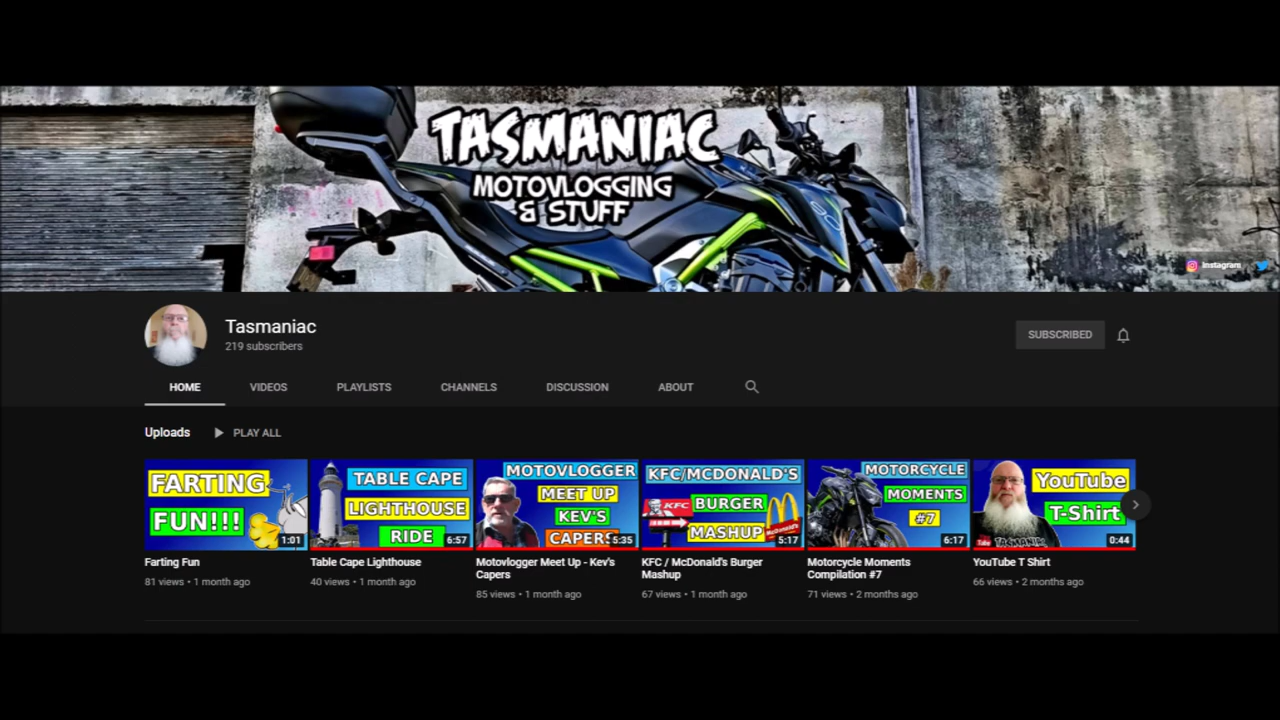 TASMANIAC
MOTOVLOGGING
& STUFF
Instagram
Tasmaniac
219 subscribers
SUBSCRIBED
HOME VIDEOS PLAYLISTS CHANNELS DISCUSSION ABOUT
Uploads PLAY ALL
FARTING
FUN!!!
1:01
TABLE CAPE
LIGHTHOUSE
RIDE
6:57
MOTOVLOGGER
MEET UP
KEV'S
CAPERS
5:35
KFC/MCDONALD'S
KFC
BURGER
MASHUP
McDonald's
5:17
MOTORCYCLE
MOMENTS
#7
6:17
YouTube
T-Shirt
Tube
TASMANIAC
0:44
Farting Fun
81 views • 1 month ago
Table Cape Lighthouse
40 views • 1 month ago
Motovlogger Meet Up - Kev's
Capers
85 views • 1 month ago
KFC / McDonald's Burger
Mashup
67 views • 1 month ago
Motorcycle Moments
Compilation #7
71 views • 2 months ago
YouTube T Shirt
66 views • 2 months ago